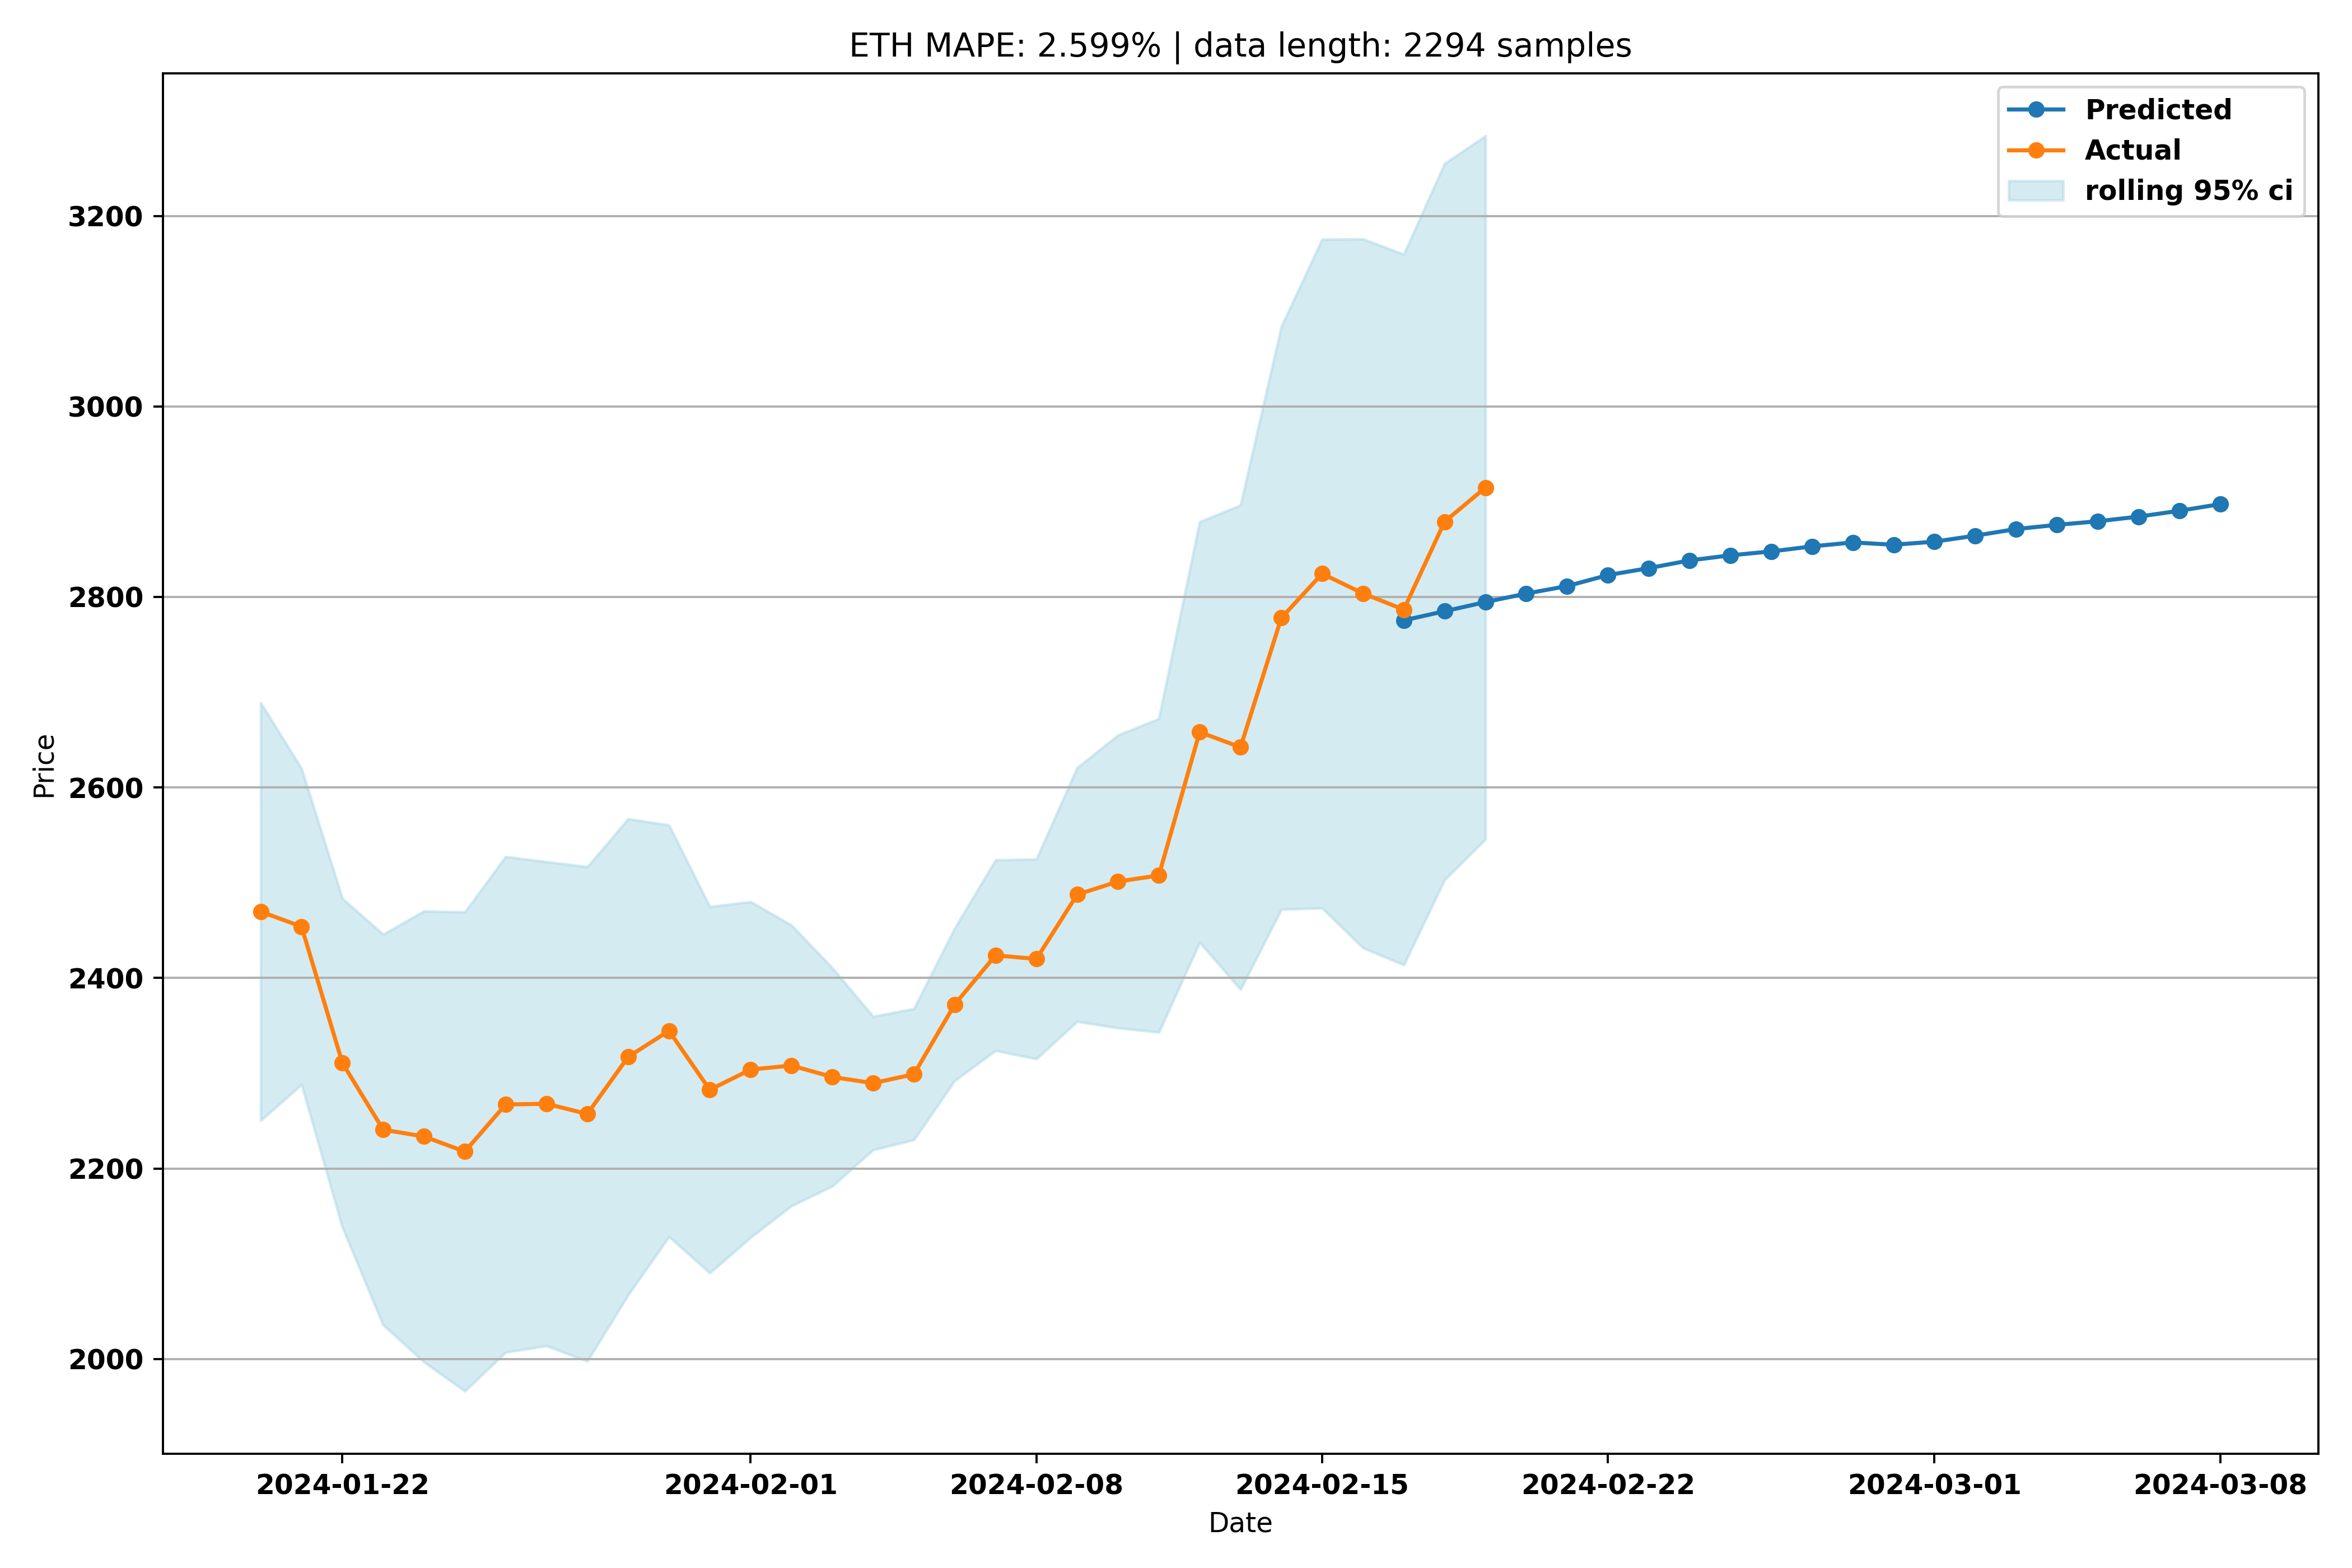 ETH MAPE: 2.599% | data length: 2294 samples
Predicted
Actual
rolling 95% ci
3200
3000
2800
2600
2400
2200
2000
Price
2024-01-22
2024-02-01
2024-02-08
2024-02-15
2024-02-22
2024-03-01
2024-03-08
Date